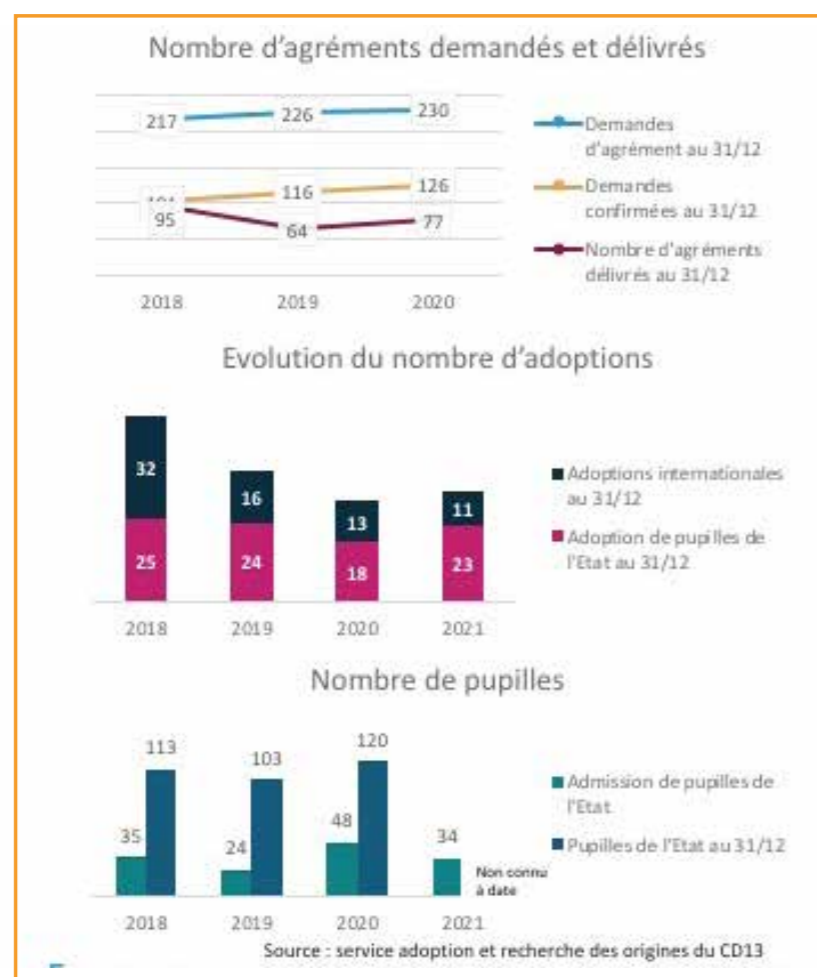 Nombre d'agréments demandés et délivrés
217
226
230
116
126
95
64
77
2018 2019 2020
Demandes
d'agrément au 31/12
Demandes
confirmées au 31/12
Nombre d'agréments
délivrés au 31/12
Evolution du nombre d'adoptions
32
16
13
11
25
24
18
23
2018 2019 2020 2021
Adoptions internationales
au 31/12
Adoption de pupilles de
l'Etat au 31/12
Nombre de pupilles
35
113
24
103
48
120
34
Non connu
à date
2018 2019 2020 2021
Admission de pupilles de
l'Etat
Pupilles de l'Etat au 31/12
Source : service adoption et recherche des origines du CD13